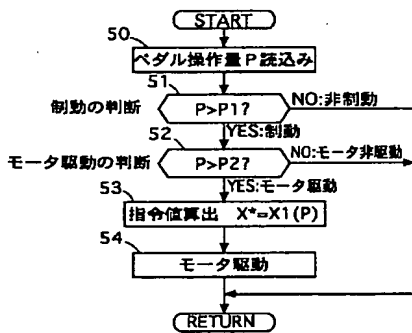 START
50
ペダル操作量P読込み
51
制動の判断
P>P1?
NO:非制動
YES:制動
52
モータ駆動の判断
P>P2?
NO:モータ非駆動
YES:モータ駆動
53
指令値算出 X*=X1(P)
54
モータ駆動
RETURN